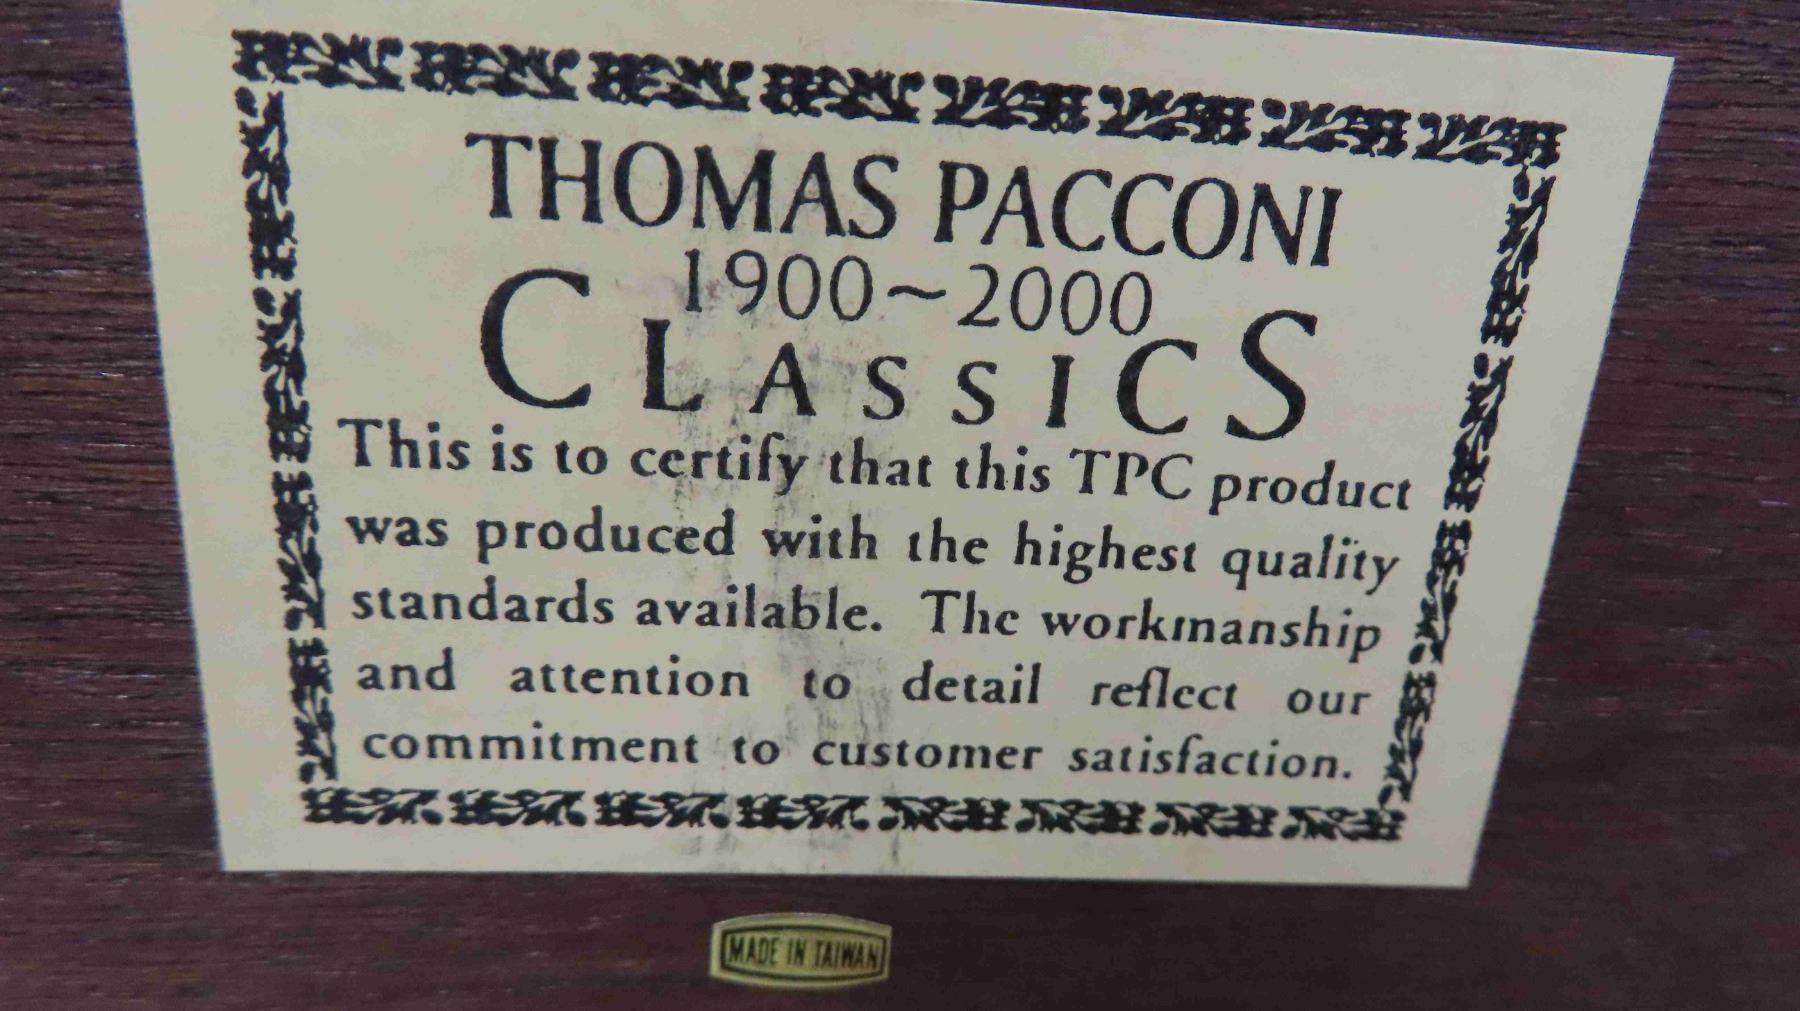 THOMAS PACCONI
1900~2000
CLASSICS
This is to certify that this TPC product
was produced with the highest quality
standards available. The workmanship
and attention to detail reflect our
commitment to customer satisfaction.
MADE IN TAIWAN